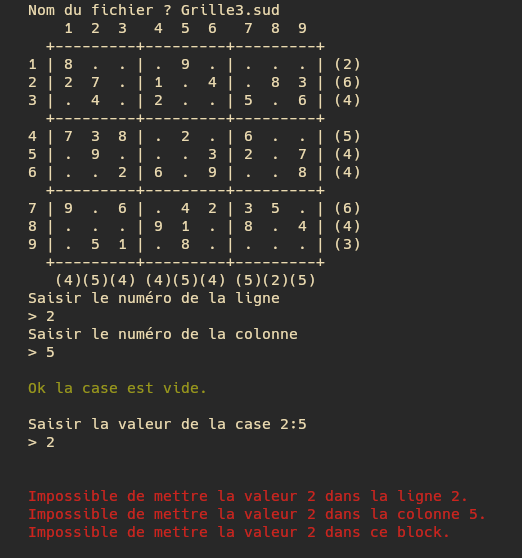 Nom du fichier ? Grille3.sud
    1  2  3   4  5  6   7  8  9
  +---------+---------+---------+
1 | 8  .  . | .  9  . | .  .  . | (2)
2 | 2  7  . | 1  .  4 | .  8  3 | (6)
3 | .  4  . | 2  .  . | 5  .  6 | (4)
  +---------+---------+---------+
4 | 7  3  8 | .  2  . | 6  .  . | (5)
5 | .  9  . | .  .  3 | 2  .  7 | (4)
6 | .  .  2 | 6  .  9 | .  .  8 | (4)
  +---------+---------+---------+
7 | 9  .  6 | .  4  2 | 3  5  . | (6)
8 | .  .  . | 9  1  . | 8  .  4 | (4)
9 | .  5  1 | .  8  . | .  .  . | (3)
  +---------+---------+---------+
   (4)(5)(4) (4)(5)(4) (5)(2)(5)
Saisir le numéro de la ligne
> 2
Saisir le numéro de la colonne
> 5
Ok la case est vide.
Saisir la valeur de la case 2:5
> 2
Impossible de mettre la valeur 2 dans la ligne 2.
Impossible de mettre la valeur 2 dans la colonne 5.
Impossible de mettre la valeur 2 dans ce block.